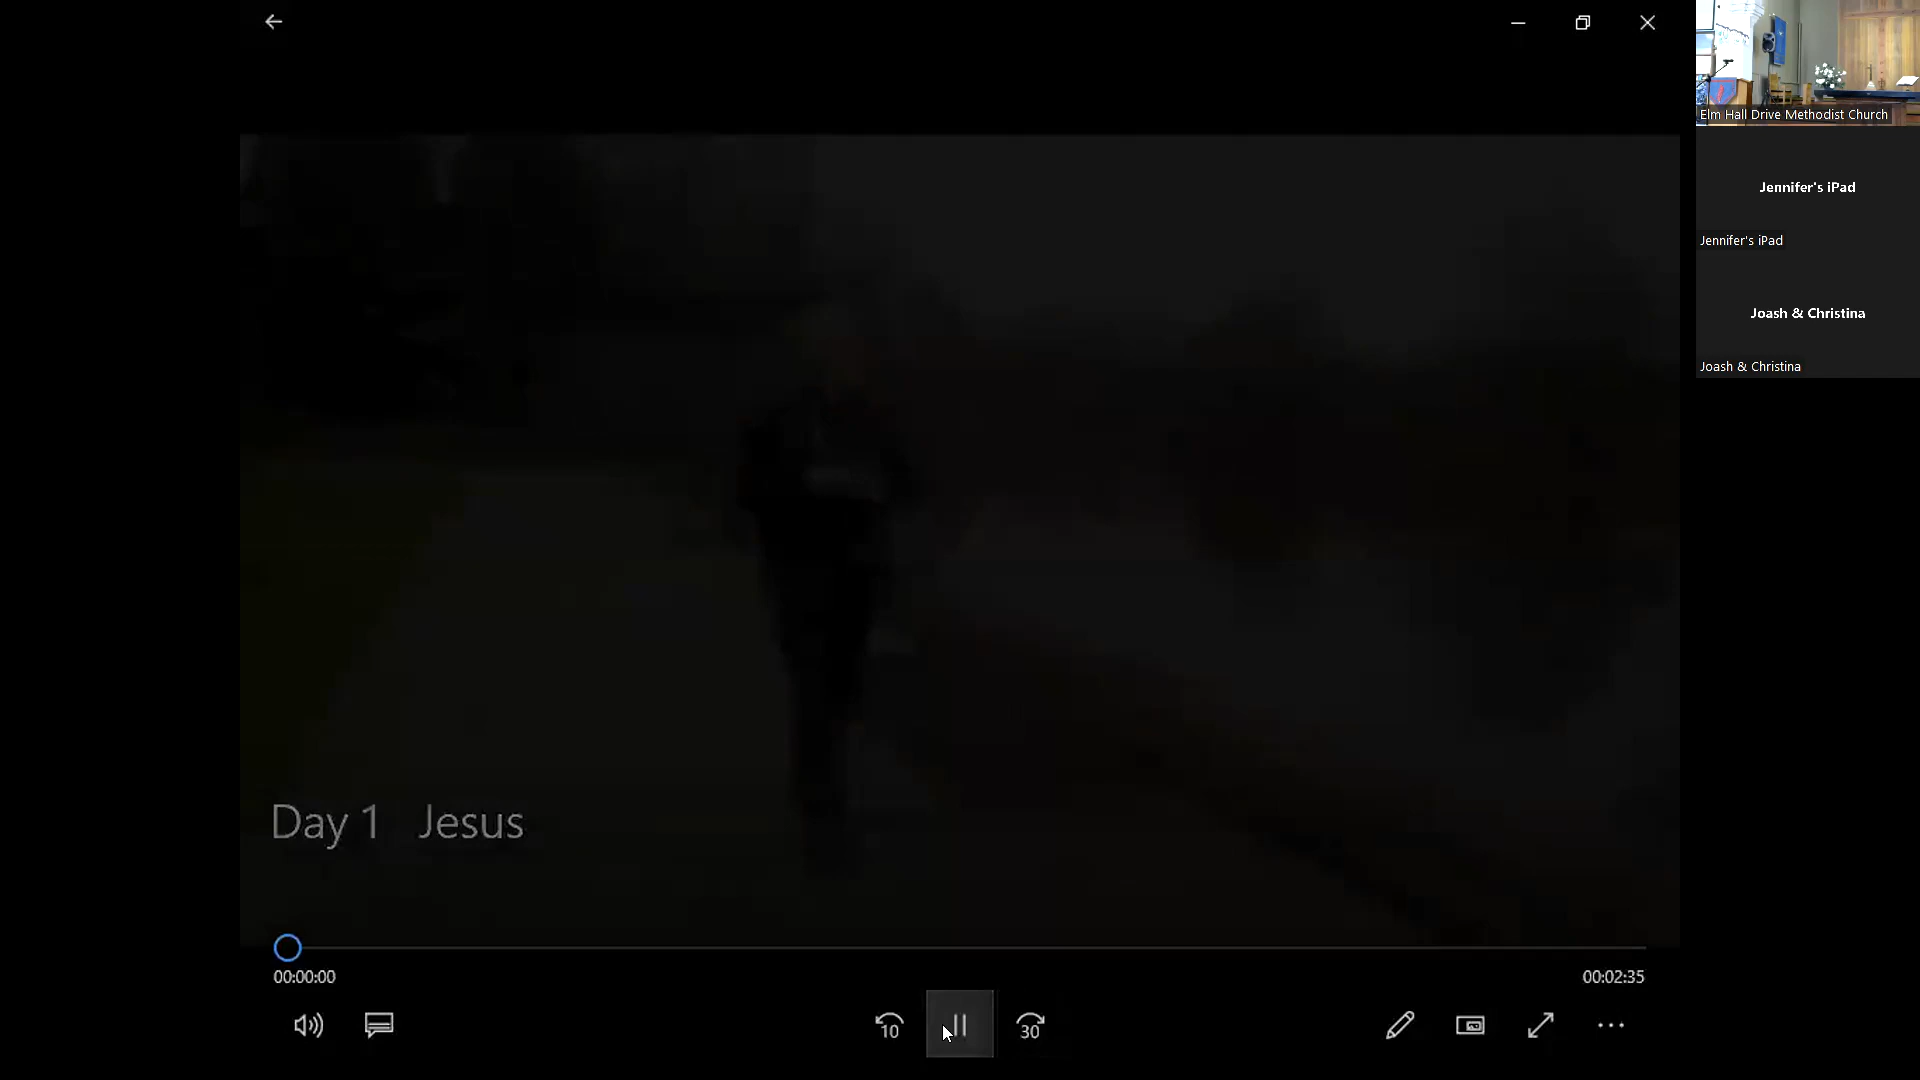 Elm Hall Drive Methodist Church
Jennifer's iPad
Jennifer's iPad
Joash & Christina
Joash & Christina
Day 1 Jesus
00:00:00
00:02:35
10
30